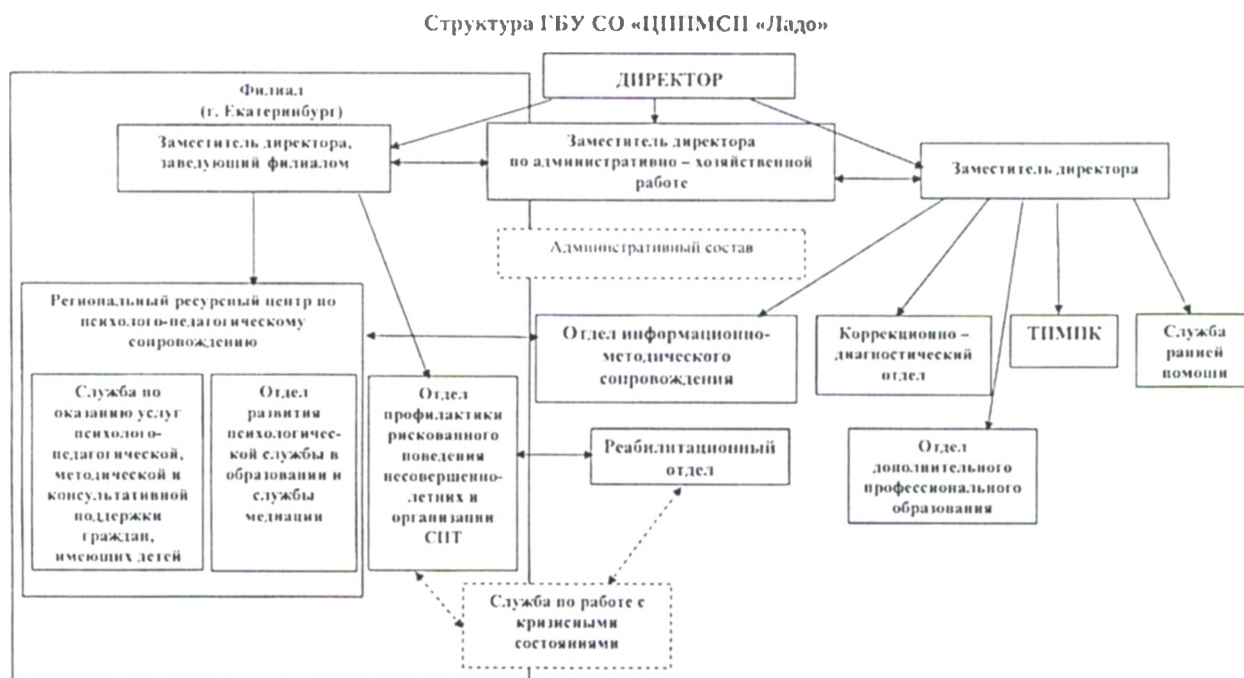 Структура ГБУ СО «ЦППМСП «Ладо»
ДИРЕКТОР
Филиал
(г. Екатеринбург)
Заместитель директора,
заведующий филиалом
Заместитель директора
по административно – хозяйственной
работе
Заместитель директора
Административный состав
Региональный ресурсный центр по
психолого-педагогическому
сопровождению
Служба по
оказанию услуг
психолого-
педагогической,
методической и
консультативной
поддержки
граждан,
имеющих детей
Отдел
развития
психологичес-
кой службы в
образовании и
службы
медиации
Отдел
профилактики
рискованного
поведения
несовершенно-
летних и
организации
СПТ
Отдел информационно-
методического
сопровождения
Коррекционно –
диагностический
отдел
ТПМПК
Служба
ранней
помощи
Реабилитационный
отдел
Отдел
дополнительного
профессионального
образования
Служба по работе с
кризисными
состояниями